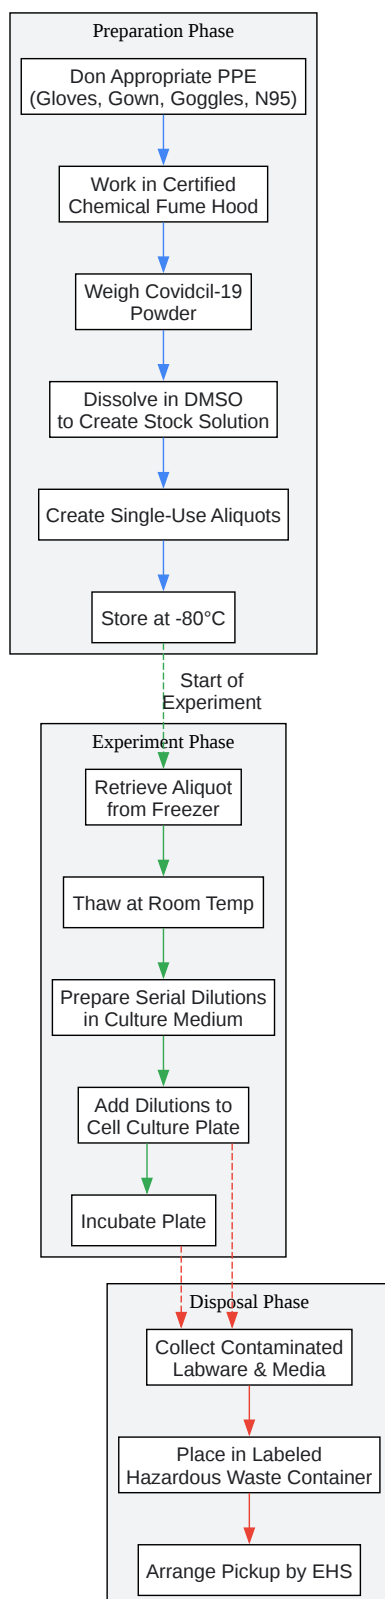 Preparation Phase
Don Appropriate PPE
(Gloves, Gown, Goggles, N95)
Work in Certified
Chemical Fume Hood
Weigh Covidcil-19
Powder
Dissolve in DMSO
to Create Stock Solution
Create Single-Use Aliquots
Store at -80°C
Start of
Experiment
Experiment Phase
Retrieve Aliquot
from Freezer
Thaw at Room Temp
Prepare Serial Dilutions
in Culture Medium
Add Dilutions to
Cell Culture Plate
Incubate Plate
Disposal Phase
Collect Contaminated
Labware & Media
Place in Labeled
Hazardous Waste Container
Arrange Pickup by EHS